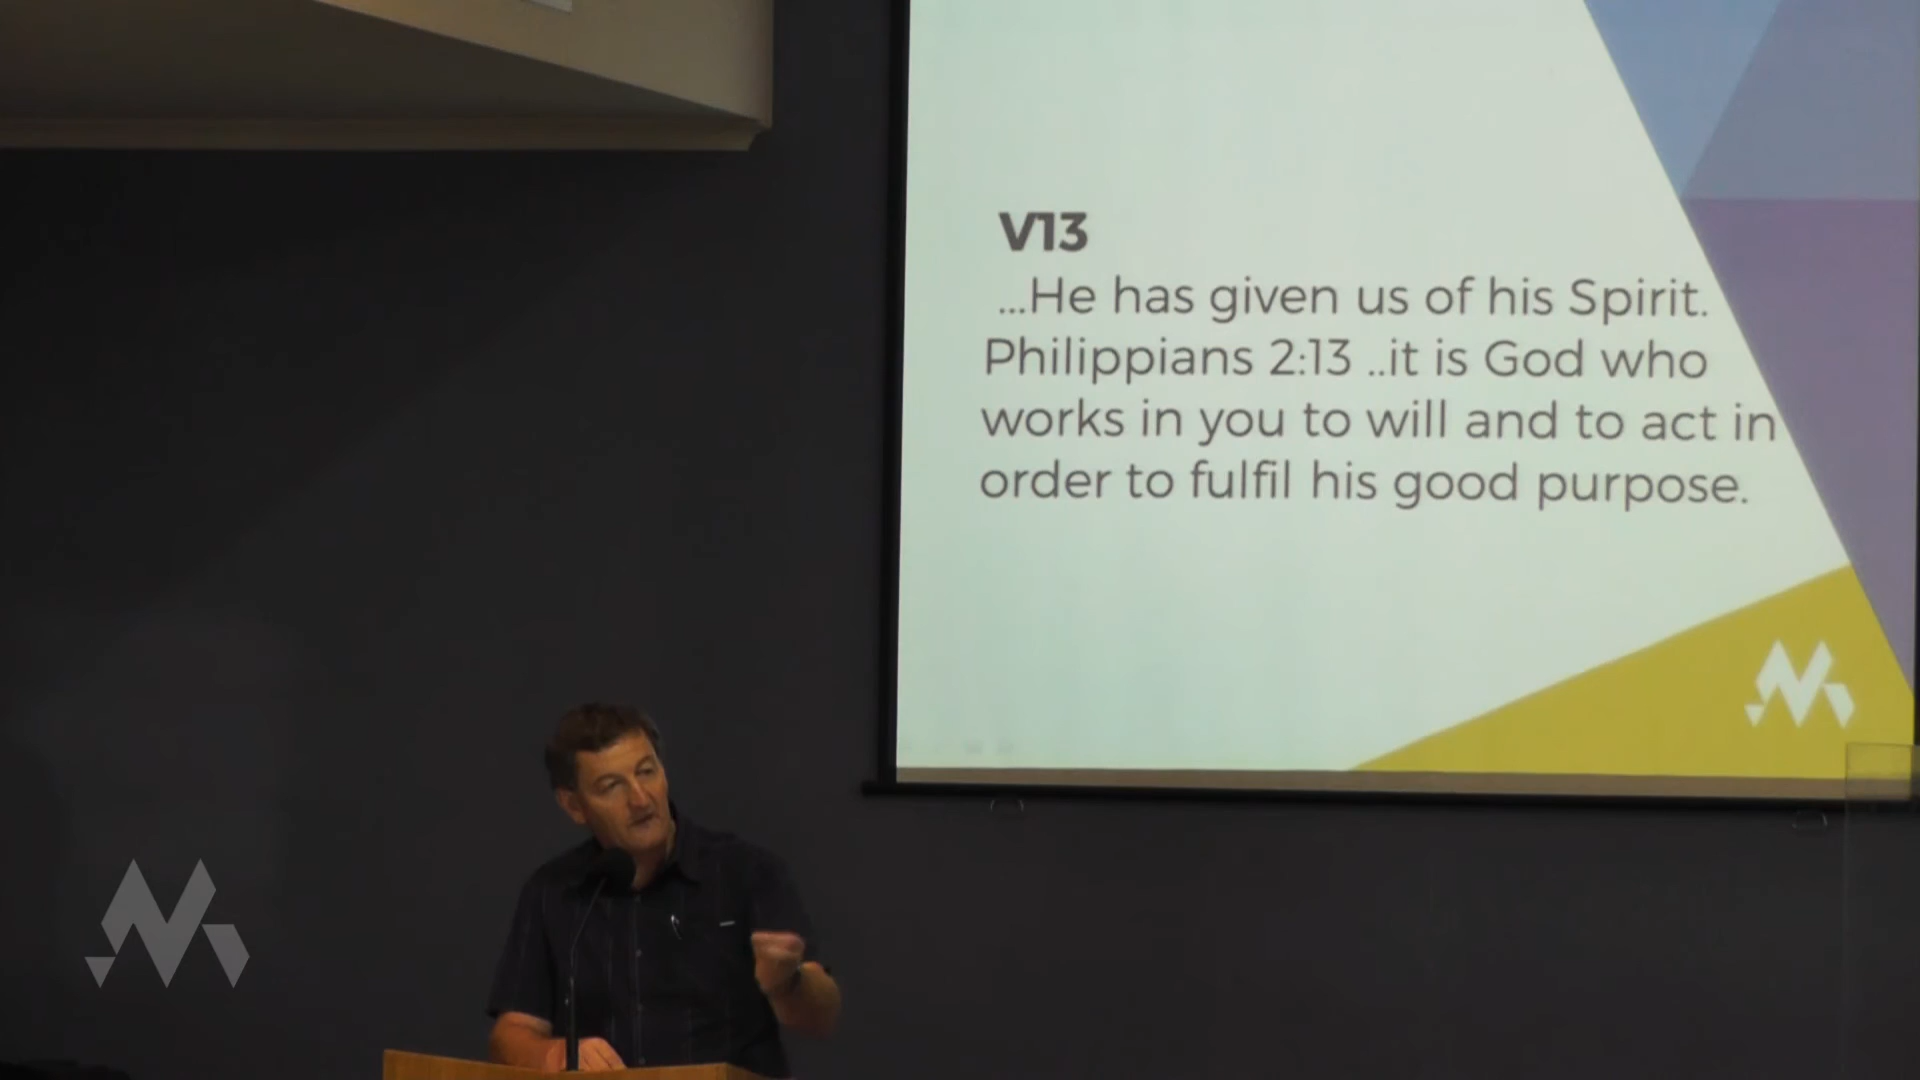 V13
...He has given us of his Spirit.
Philippians 2:13 ..it is God who
works in you to will and to act in
order to fulfil his good purpose.